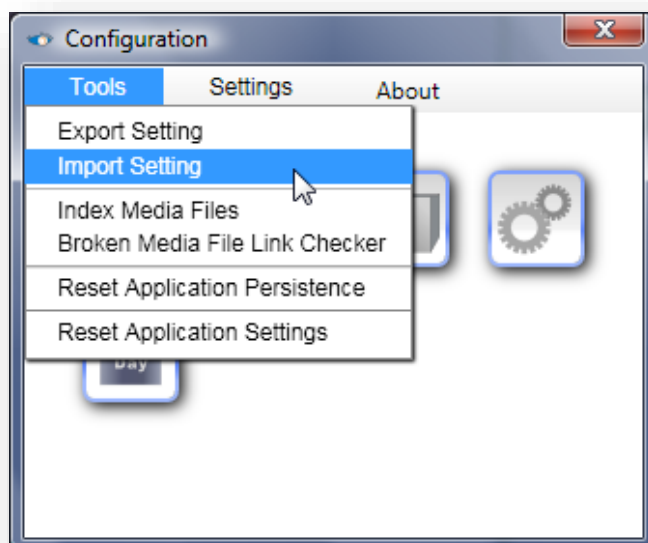 Configuration
Tools Settings About
Export Setting
Import Setting
Index Media Files
Broken Media File Link Checker
Reset Application Persistence
Reset Application Settings
Day